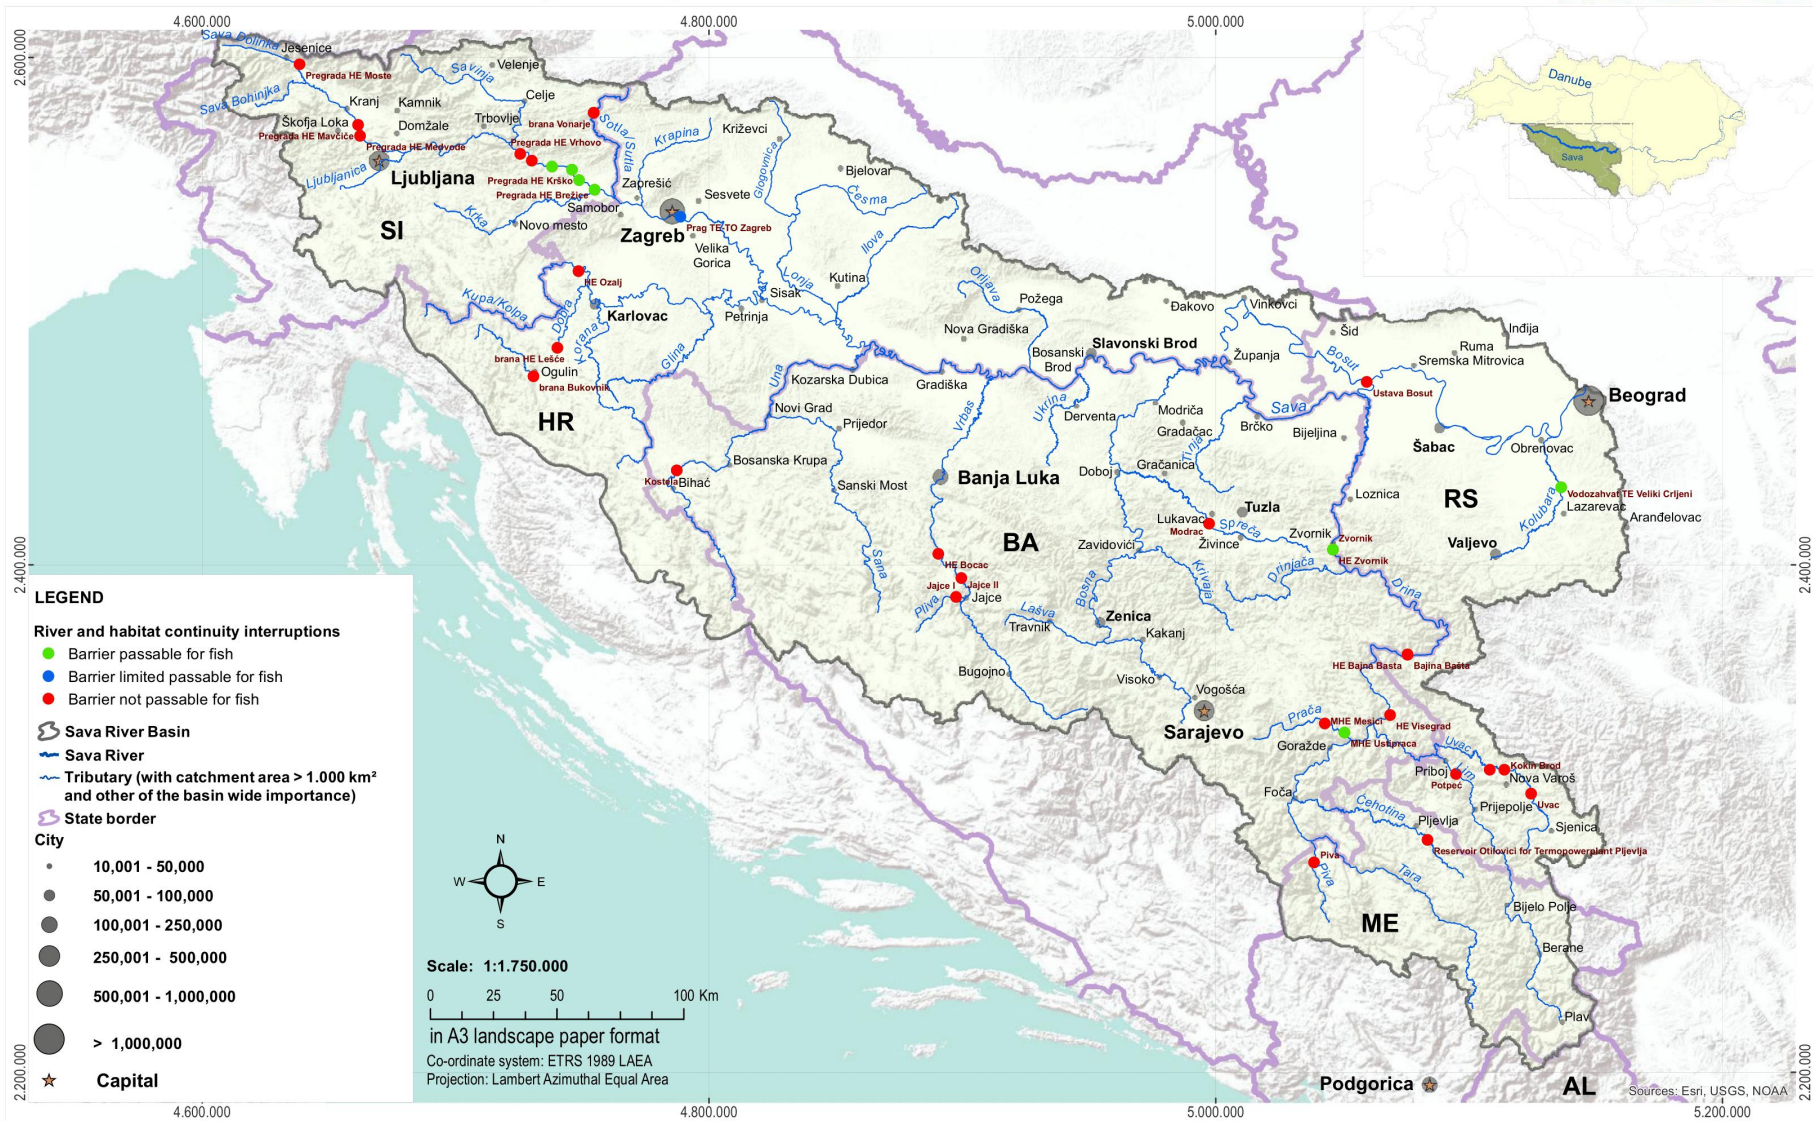 4.600.000
4.800.000
5.000.000
2.600.000
Sava Dolinka
Jesenice
Pregrada HE Moste
Sava Bohinjka
Savinja
Velenje
Kranj
Kamnik
Celje
Škofja Loka
Domžale
Trbovlje
brana Vonarje
Pregrada HE Mavčiče
Pregrada HE Medvode
Pregrada HE Vrhovo
Sotla/Sutla
Krapina
Križevci
Ljubljanica
Ljubljana
Pregrada HE Krško
Pregrada HE Brežice
Zaprešić
Sesvete
Glogovnica
Bjelovar
Česma
Krka
Samobor
Novo mesto
SI
Zagreb
Prag TE-TO Zagreb
Velika
Gorica
Ilova
HE Ozalj
Lonja
Kutina
Orljava
Kupa/Kolpa
Dobra
Karlovac
Korana
Sisak
Petrinja
Požega
Đakovo
Vinkovci
Šid
Inđija
Nova Gradiška
Glina
brana HE Lešće
Ogulin
brana Bukovnik
Bosanski
Brod
Slavonski Brod
Županja
Bosut
Ruma
Sremska Mitrovica
Ustava Bosut
Una
Kozarska Dubica
Gradiška
HR
Novi Grad
Prijedor
Vrbas
Ukrina
Derventa
Modriča
Gradačac
Tinja
Sava
Brčko
Bijeljina
Beograd
Šabac
Obrenovac
Bosanska Krupa
Kostela
Bihać
Sanski Most
Banja Luka
Doboj
Gračanica
Loznica
RS
Vodozahvat TE Veliki Crljeni
Lazarevac
Kolubara
Aranđelovac
Valjevo
Tuzla
Lukavac
Modrac
Spreča
Živince
Zvornik
Zvornik
HE Zvornik
BA
Zavidovići
Sana
HE Bocac
Jajce I
Jajce II
Jajce
Pliva
Bosna
Krivaja
Drinjača
Drina
2.400.000
2.400.000
Lašva
Travnik
Zenica
Kakanj
Bugojno
Visoko
Vogošća
Sarajevo
HE Bajna Basta
Bajina Bašta
Prača
MHE Mesici
HE Visegrad
Goražde
MHE Ustipraca
Uvac
Priboj
Potpeć
Lim
Kokin Brod
Nova Varoš
Foča
Čehotina
Prijepolje
Uvac
Pljevlja
Sjenica
Reservoir Otilovici for Termopowerplant Pljevlja
Piva
Piva
Tara
ME
Bijelo Polje
Berane
Plav
Podgorica
AL
Danube
Sava
LEGEND
River and habitat continuity interruptions
Barrier passable for fish
Barrier limited passable for fish
Barrier not passable for fish
Sava River Basin
Sava River
Tributary (with catchment area > 1.000 km²
and other of the basin wide importance)
State border
City
10,001 - 50,000
50,001 - 100,000
100,001 - 250,000
250,001 - 500,000
500,001 - 1,000,000
> 1,000,000
Capital
N
W
E
S
Scale: 1:1.750.000
0 25 50 100 Km
in A3 landscape paper format
Co-ordinate system: ETRS 1989 LAEA
Projection: Lambert Azimuthal Equal Area
Sources: Esri, USGS, NOAA
2.200.000
2.200.000
4.600.000
4.800.000
5.000.000
5.200.000